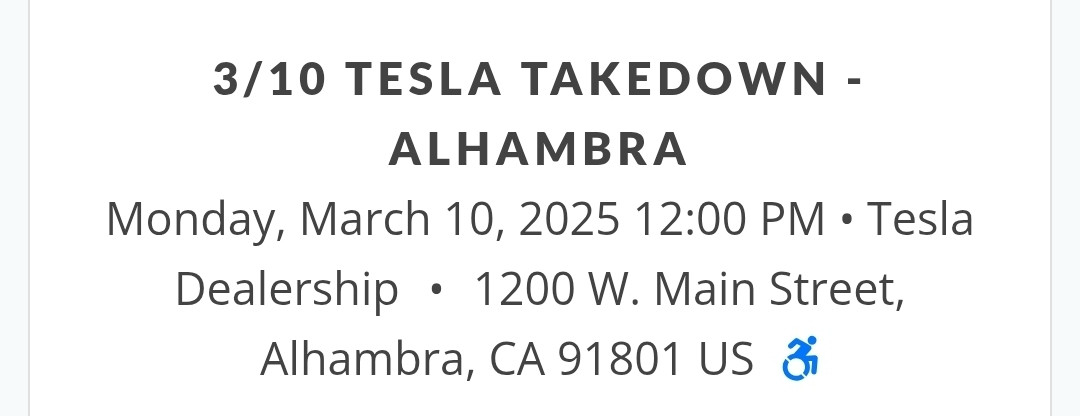 3/10 TESLA TAKEDOWN -
ALHAMBRA
Monday, March 10, 2025 12:00 PM • Tesla
Dealership • 1200 W. Main Street,
Alhambra, CA 91801 US ♿